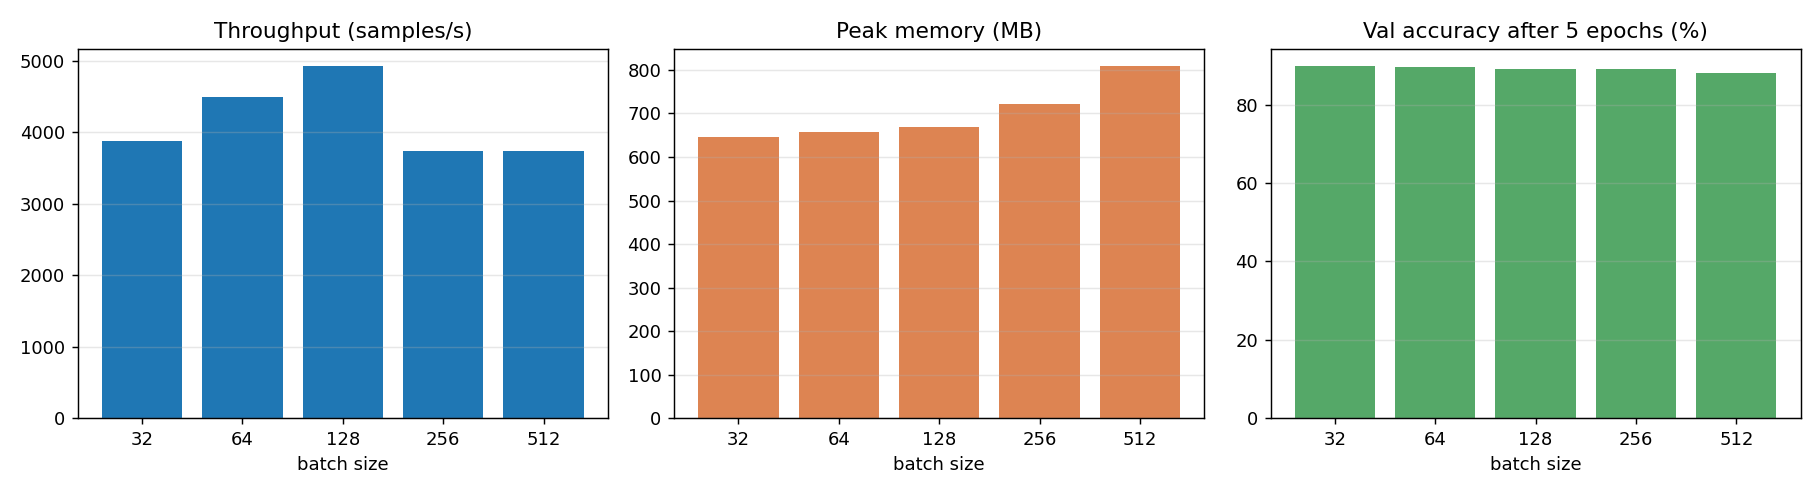 Throughput (samples/s)
5000
4000
3000
2000
1000
0
32 64 128 256 512
batch size
Peak memory (MB)
800
700
600
500
400
300
200
100
0
32 64 128 256 512
batch size
Val accuracy after 5 epochs (%)
80
60
40
20
0
32 64 128 256 512
batch size